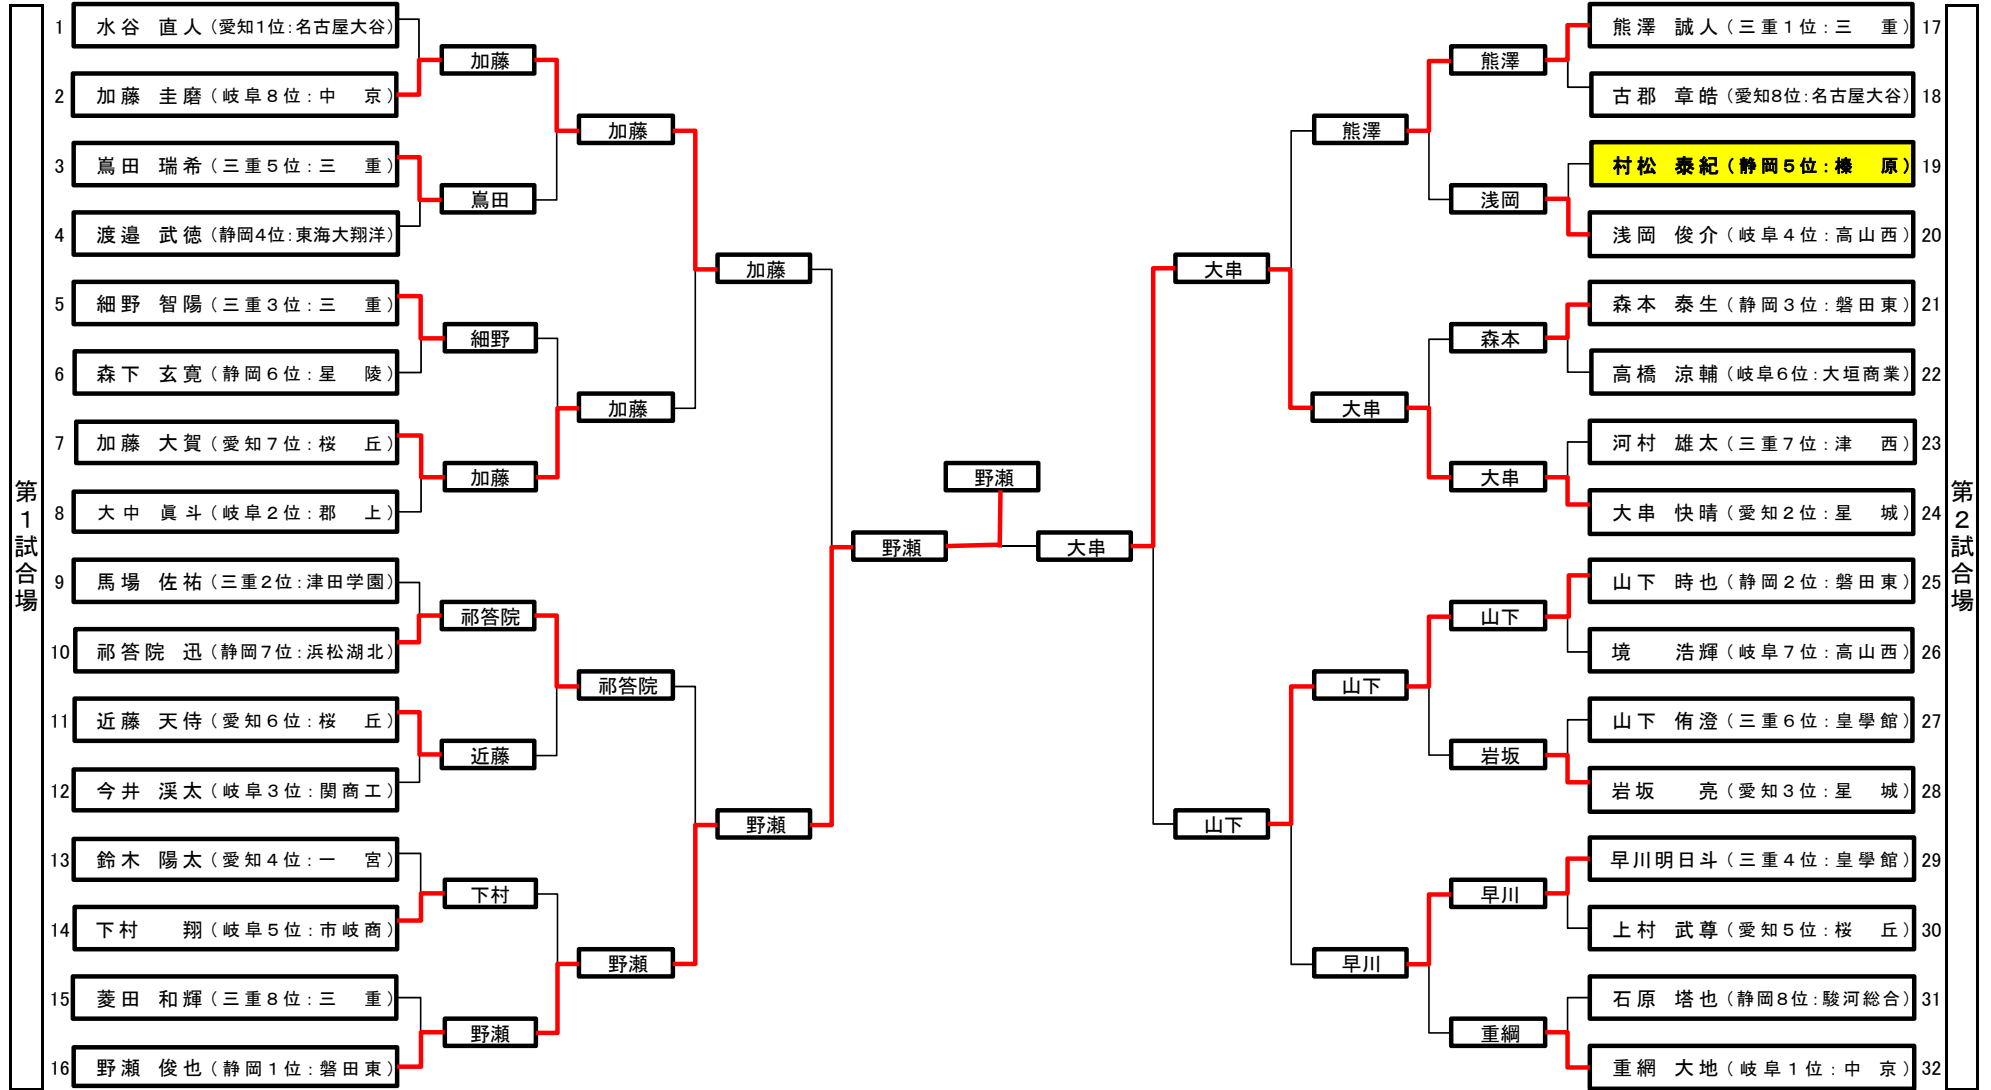 第1試合場
1 水谷 直人(愛知1位:名古屋大谷)
2 加藤 圭磨(岐阜8位:中 京)
3 嶌田 瑞希(三重5位:三 重)
4 渡邉 武徳(静岡4位:東海大翔洋)
5 細野 智陽(三重3位:三 重)
6 森下 玄寛(静岡6位:星 陵)
7 加藤 大賀(愛知7位:桜 丘)
8 大中 眞斗(岐阜2位:郡 上)
9 馬場 佐祐(三重2位:津田学園)
10 祁答院 迅(静岡7位:浜松湖北)
11 近藤 天侍(愛知6位:桜 丘)
12 今井 渓太(岐阜3位:関商工)
13 鈴木 陽太(愛知4位:一 宮)
14 下村 翔(岐阜5位:市岐商)
15 菱田 和輝(三重8位:三 重)
16 野瀬 俊也(静岡1位:磐田東)
加藤
嶌田
細野
加藤
祁答院
近藤
下村
野瀬
加藤
加藤
祁答院
野瀬
加藤
野瀬
野瀬
野瀬
大串
大串
山下
熊澤
大串
山下
早川
熊澤
浅岡
森本
大串
山下
岩坂
早川
重綱
熊澤 誠人(三重1位:三 重) 17
古郡 章皓(愛知8位:名古屋大谷) 18
村松 泰紀(静岡5位:榛 原) 19
浅岡 俊介(岐阜4位:高山西) 20
森本 泰生(静岡3位:磐田東) 21
高橋 涼輔(岐阜6位:大垣商業) 22
河村 雄太(三重7位:津 西) 23
大串 快晴(愛知2位:星 城) 24
山下 時也(静岡2位:磐田東) 25
境 浩輝(岐阜7位:高山西) 26
山下 侑澄(三重6位:皇學館) 27
岩坂 亮(愛知3位:星 城) 28
早川明日斗(三重4位:皇學館) 29
上村 武尊(愛知5位:桜 丘) 30
石原 塔也(静岡8位:駿河総合) 31
重網 大地(岐阜1位:中 京) 32
第2試合場